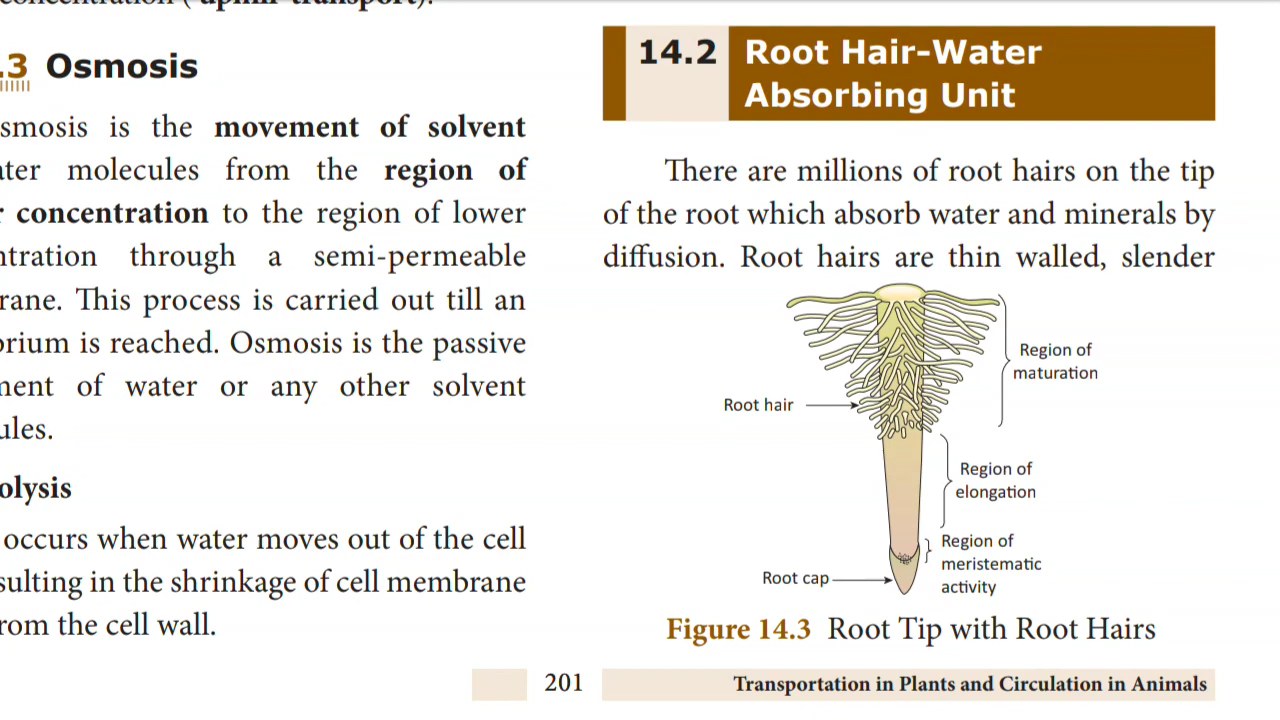 concentration (‘uphill transport).
.3 Osmosis
smosis is the movement of solvent
ater molecules from the region of
r concentration to the region of lower
ntration through a semi-permeable
rane. This process is carried out till an
brium is reached. Osmosis is the passive
ment of water or any other solvent
ules.
olysis
occurs when water moves out of the cell
sulting in the shrinkage of cell membrane
rom the cell wall.
14.2 Root Hair-Water
Absorbing Unit
There are millions of root hairs on the tip
of the root which absorb water and minerals by
diffusion. Root hairs are thin walled, slender
Region of
maturation
Root hair
Region of
elongation
Region of
meristematic
activity
Root cap
Figure 14.3 Root Tip with Root Hairs
201
Transportation in Plants and Circulation in Animals